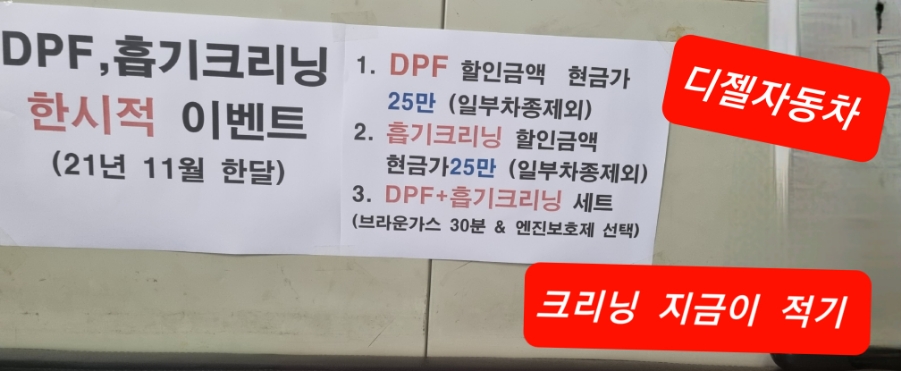 DPF,흡기크리닝
한시적 이벤트
(21년 11월 한달)
1. DPF 할인금액 현금가
25만 (일부차종제외)
2. 흡기크리닝 할인금액
현금가25만 (일부차종제외)
3. DPF+흡기크리닝 세트
(브라운가스 30분 & 엔진보호제 선택)
디젤자동차
크리닝 지금이 적기